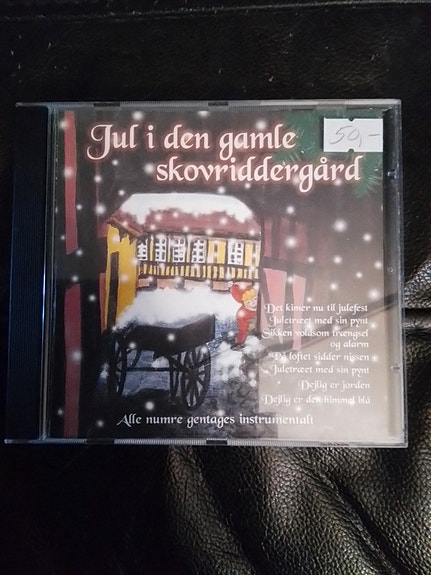 Jul i den gamle
skovriddergård
50,-
Det kimer nu til julefest
Juletræet med sin pynt
Sikken voldsom trængsel
og alarm
På loftet sidder nissen
Juletræet med sin pynt
Dejlig er jorden
Dejlig er den himmel blå
Alle numre gentages instrumentalt